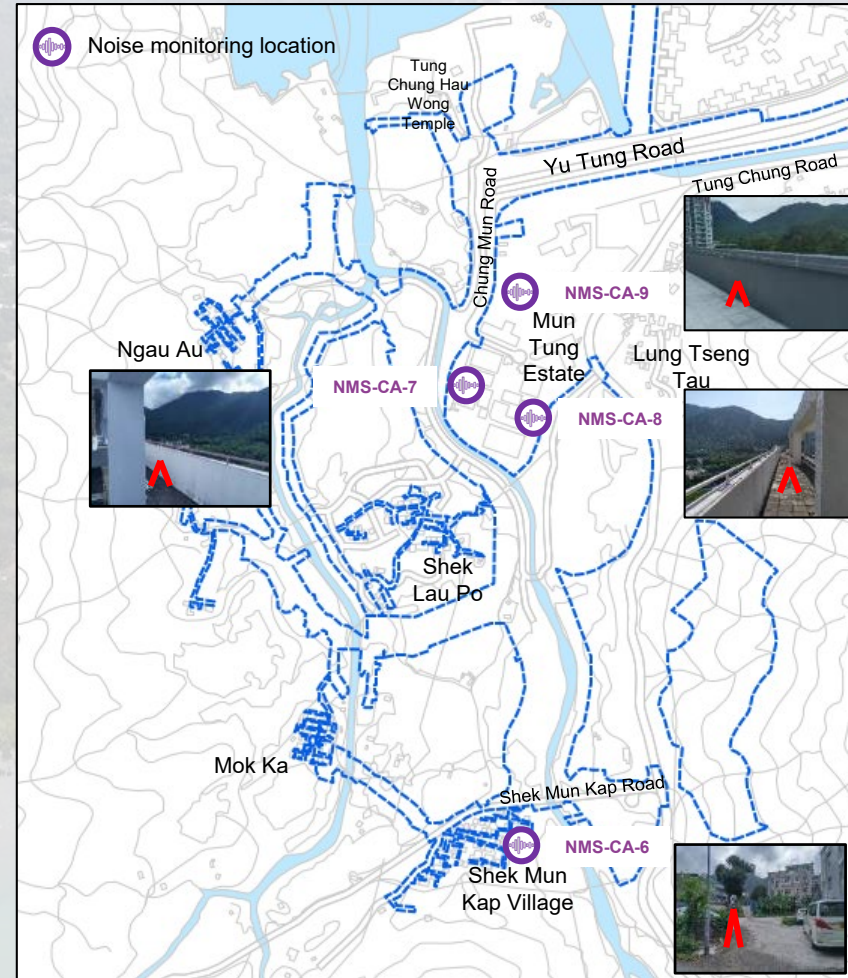 Noise monitoring location
Tung
Chung Hau
Wong
Temple
Yu Tung Road
Tung Chung Road
Chung Mun Road
NMS-CA-9
Mun
Tung
Estate
Ngau Au
Lung Tseng
Tau
NMS-CA-7
NMS-CA-8
Shek
Lau Po
Mok Ka
Shek Mun Kap Road
NMS-CA-6
Shek Mun
Kap Village